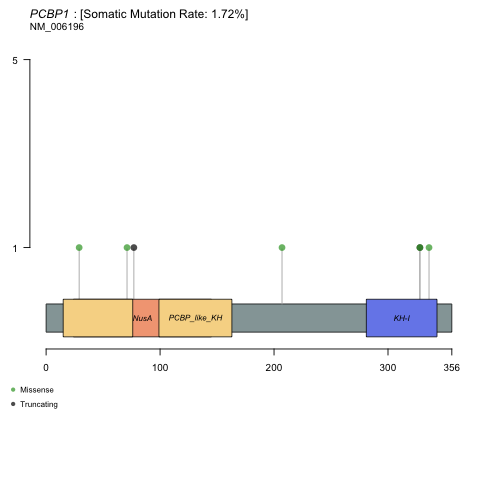 PCBP1 : [Somatic Mutation Rate: 1.72%]
NM_006196
5
1
NusA PCBP_like_KH KH-I
0 100 200 300 356
Missense
Truncating